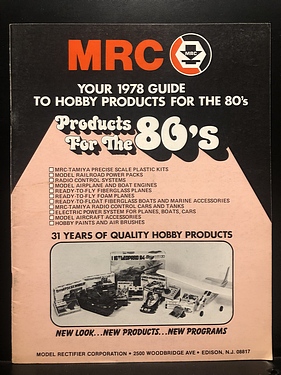 MRC
MRC
YOUR 1978 GUIDE
TO HOBBY PRODUCTS FOR THE 80's
Products
For The 80's
MRC-TAMIYA PRECISE SCALE PLASTIC KITS
MODEL RAILROAD POWER PACKS
RADIO CONTROL SYSTEMS
MODEL AIRPLANE AND BOAT ENGINES
READY-TO-FLY FIBERGLASS PLANES
READY-TO-FLY FOAM PLANES
READY-TO-FLOAT FIBERGLASS BOATS AND MARINE ACCESSORIES
MRC-TAMIYA RADIO CONTROL CARS AND TANKS
ELECTRIC POWER SYSTEM FOR PLANES, BOATS, CARS
MODEL AIRCRAFT ACCESSORIES
HOBBY PAINTS AND AIR BRUSHES
31 YEARS OF QUALITY HOBBY PRODUCTS
NEW LOOK...NEW PRODUCTS...NEW PROGRAMS
MODEL RECTIFIER CORPORATION • 2500 WOODBRIDGE AVE • EDISON, N.J. 08817